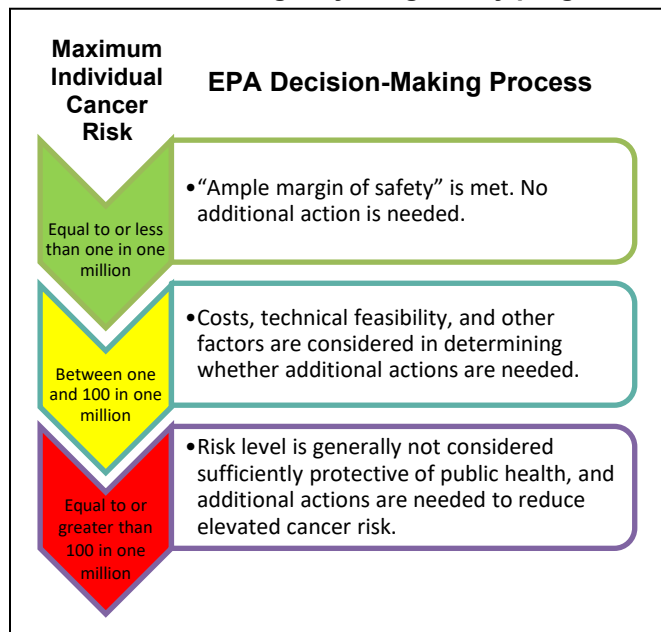 Maximum
Individual
Cancer
Risk
EPA Decision-Making Process
Equal to or less
than one in one
million
•“Ample margin of safety” is met. No
additional action is needed.
Between one
and 100 in one
million
•Costs, technical feasibility, and other
factors are considered in determining
whether additional actions are needed.
Equal to or
greater than
100 in one
million
•Risk level is generally not considered
sufficiently protective of public health, and
additional actions are needed to reduce
elevated cancer risk.